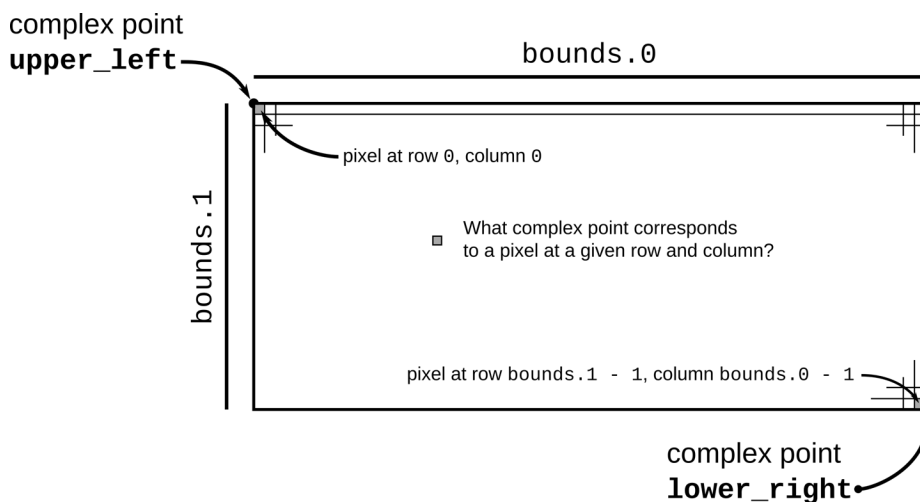 complex point
upper_left
bounds.0
pixel at row 0, column 0
bounds.1
What complex point corresponds
to a pixel at a given row and column?
pixel at row bounds.1 - 1, column bounds.0 - 1
complex point
lower_right